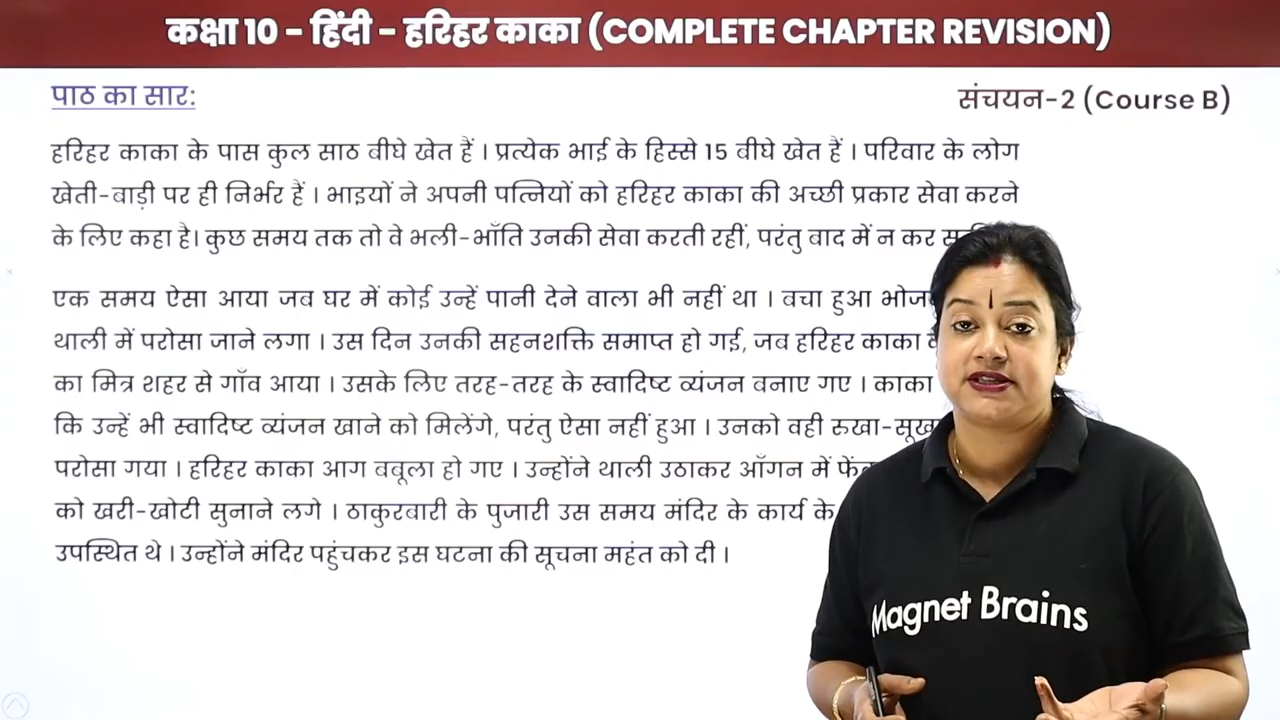 कक्षा 10 - हिंदी - हरिहर काका (COMPLETE CHAPTER REVISION)
पाठ का सार:
संचयन-2 (Course B)
हरिहर काका के पास कुल साठ बीघे खेत हैं । प्रत्येक भाई के हिस्से 15 बीघे खेत हैं । परिवार के लोग
खेती-बाड़ी पर ही निर्भर हैं । भाइयों ने अपनी पत्नियों को हरिहर काका की अच्छी प्रकार सेवा करने
के लिए कहा है। कुछ समय तक तो वे भली-भाँति उनकी सेवा करती रहीं, परंतु बाद में न कर
एक समय ऐसा आया जब घर में कोई उन्हें पानी देने वाला भी नहीं था । बचा हुआ
थाली में परोसा जाने लगा । उस दिन उनकी सहनशक्ति समाप्त हो गई, जब हरिहर काका
का मित्र शहर से गाँव आया । उसके लिए तरह-तरह के स्वादिष्ट व्यंजन बनाए गए । काका
कि उन्हें भी स्वादिष्ट व्यंजन खाने को मिलेंगे, परंतु ऐसा नहीं हुआ । उनको वही
परोसा गया । हरिहर काका आग बबूला हो गए । उन्होंने थाली उठाकर आँगन में
को खरी-खोटी सुनाने लगे । ठाकुरबारी के पुजारी उस समय मंदिर के कार्य के
उपस्थित थे । उन्होंने मंदिर पहुंचकर इस घटना की सूचना महंत को दी ।
Magnet Brains